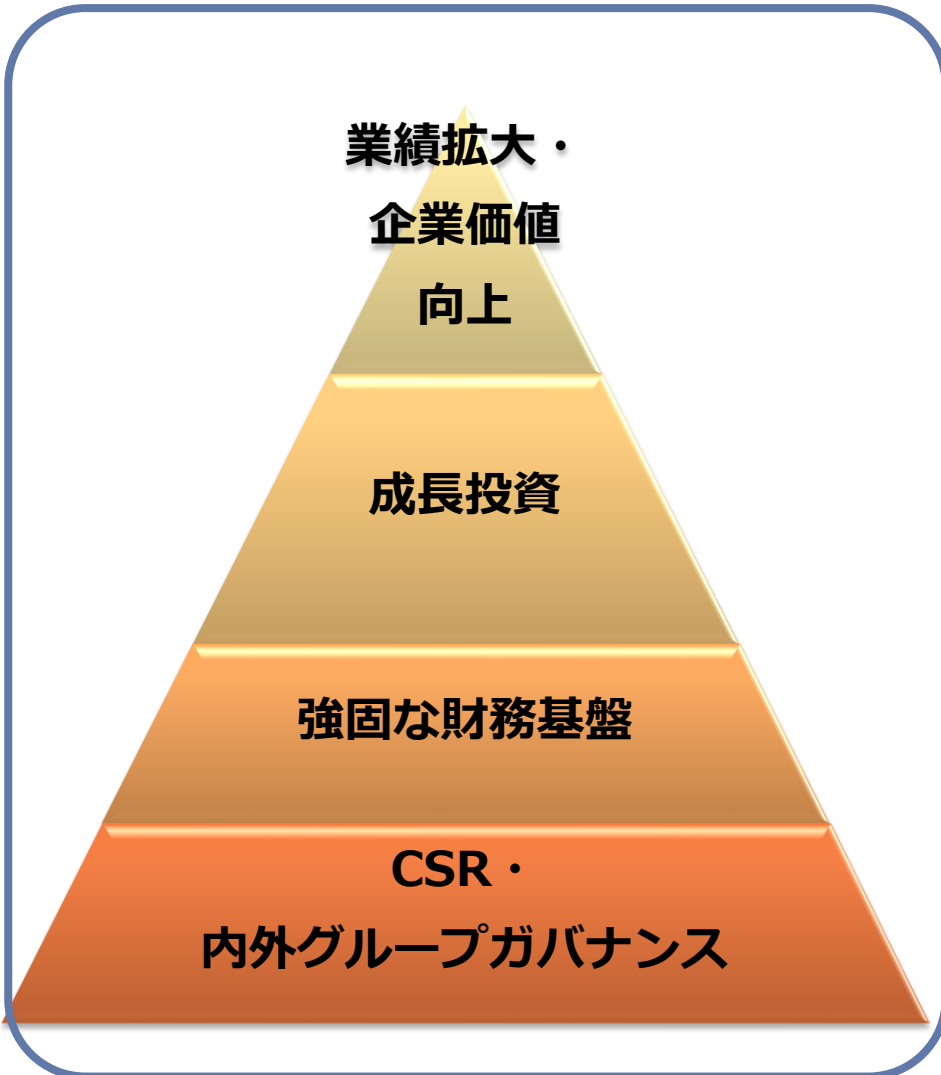 業績拡大・
企業価値
向上
成長投資
強固な財務基盤
CSR・
内外グループガバナンス